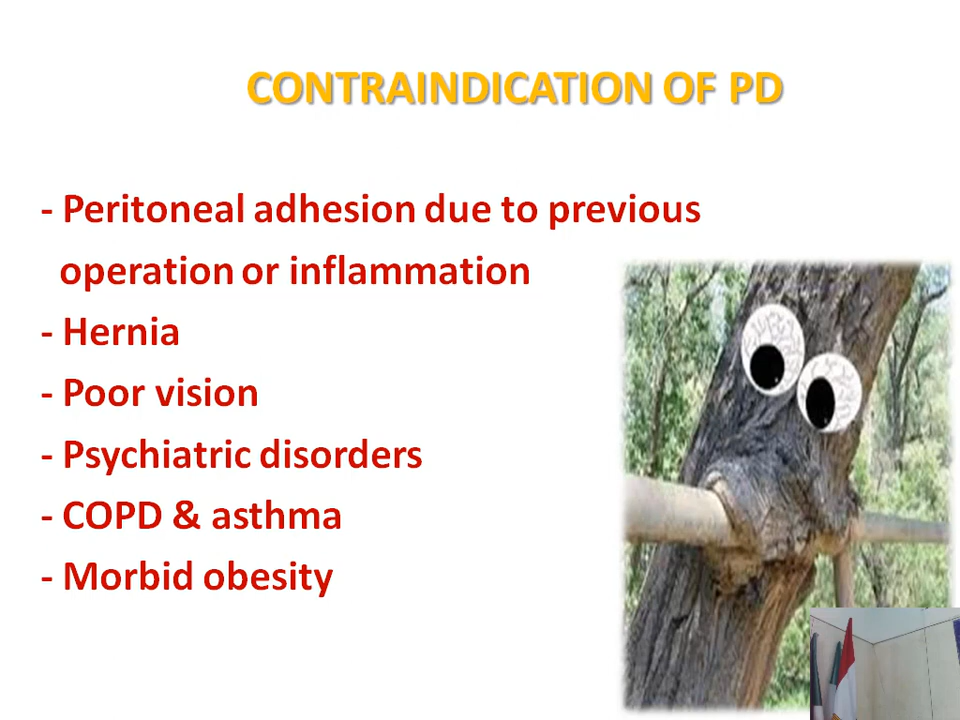 CONTRAINDICATION OF PD
- Peritoneal adhesion due to previous
operation or inflammation
- Hernia
- Poor vision
- Psychiatric disorders
- COPD & asthma
- Morbid obesity